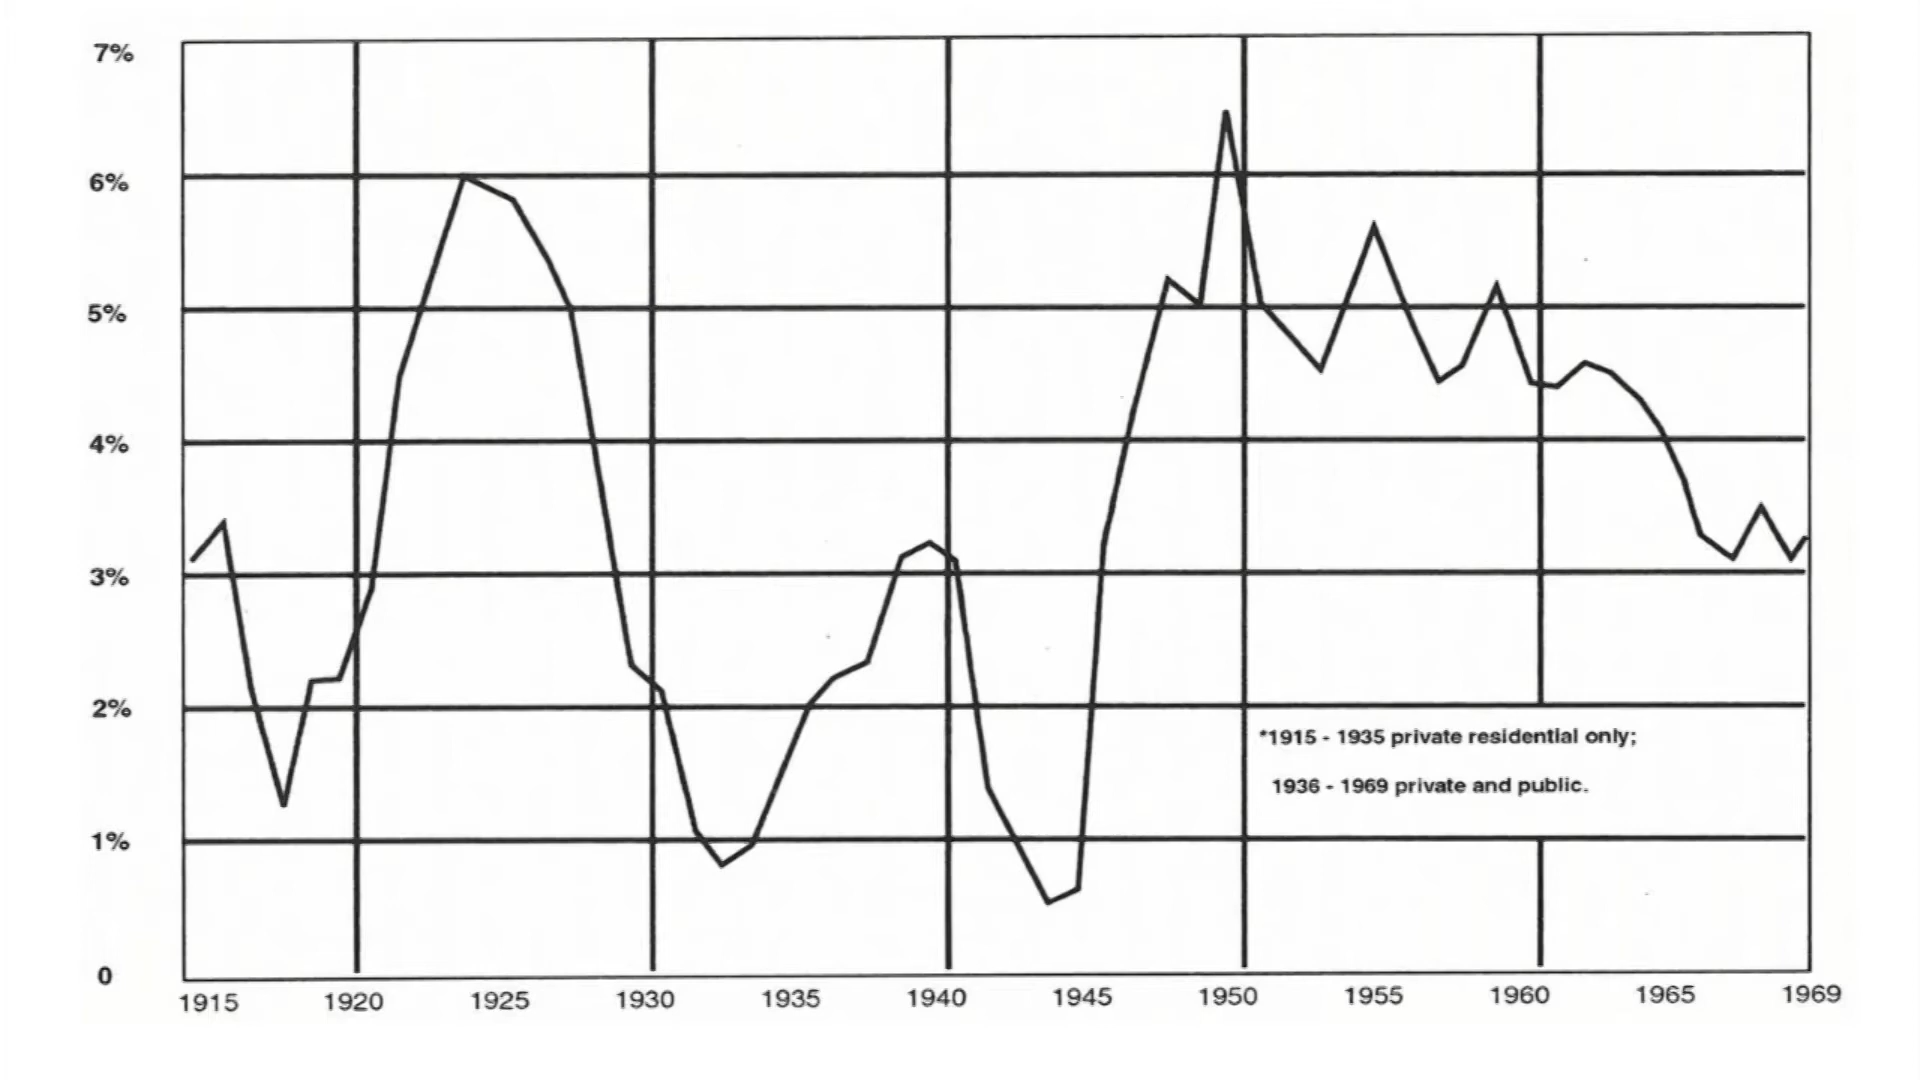 7%
6%
5%
4%
3%
2%
1%
0
*1915 - 1935 private residential only;
1936 - 1969 private and public.
1915 1920 1925 1930 1935 1940 1945 1950 1955 1960 1965 1969